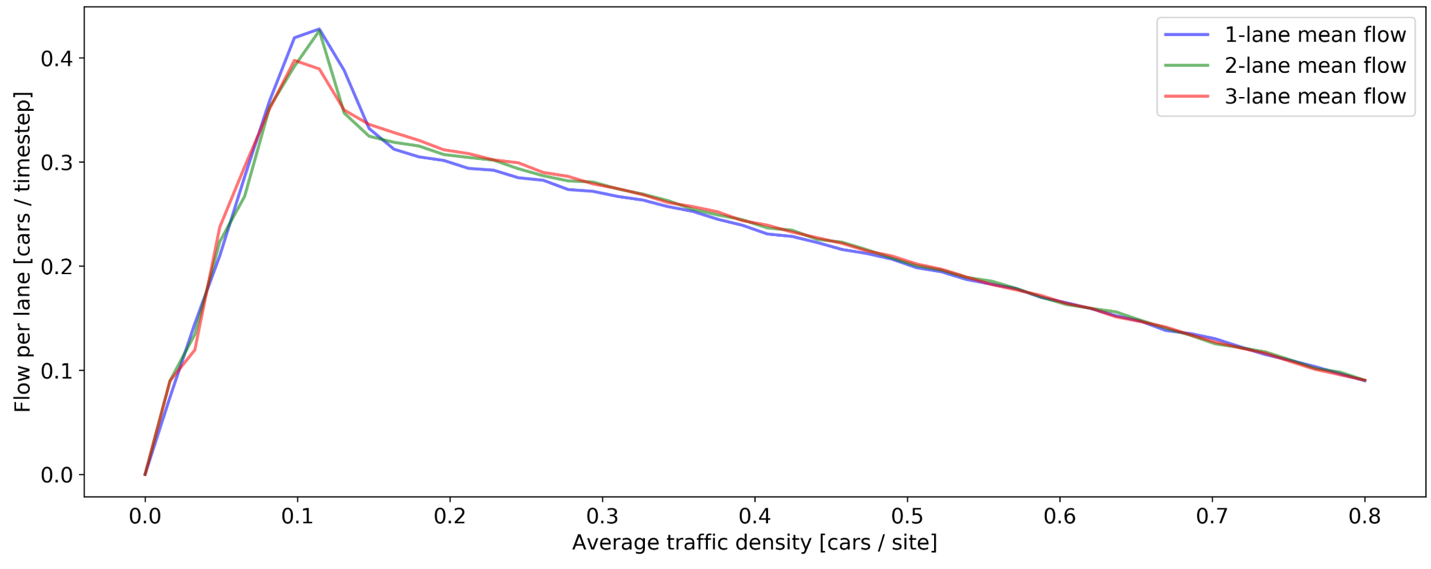 1-lane mean flow
2-lane mean flow
3-lane mean flow
Flow per lane [cars / timestep]
0.4
0.3
0.2
0.1
0.0
0.0 0.1 0.2 0.3 0.4 0.5 0.6 0.7 0.8
Average traffic density [cars / site]